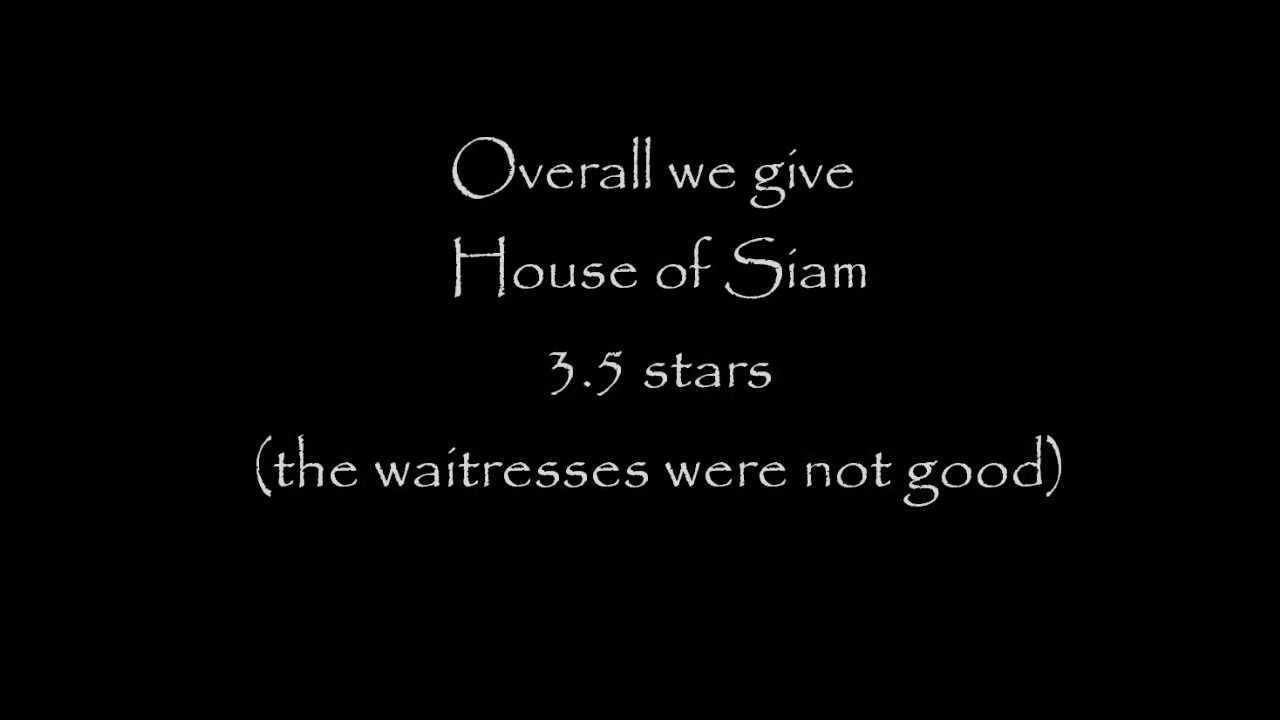 Overall we give
House of Siam
3.5 stars
(the waitresses were not good)